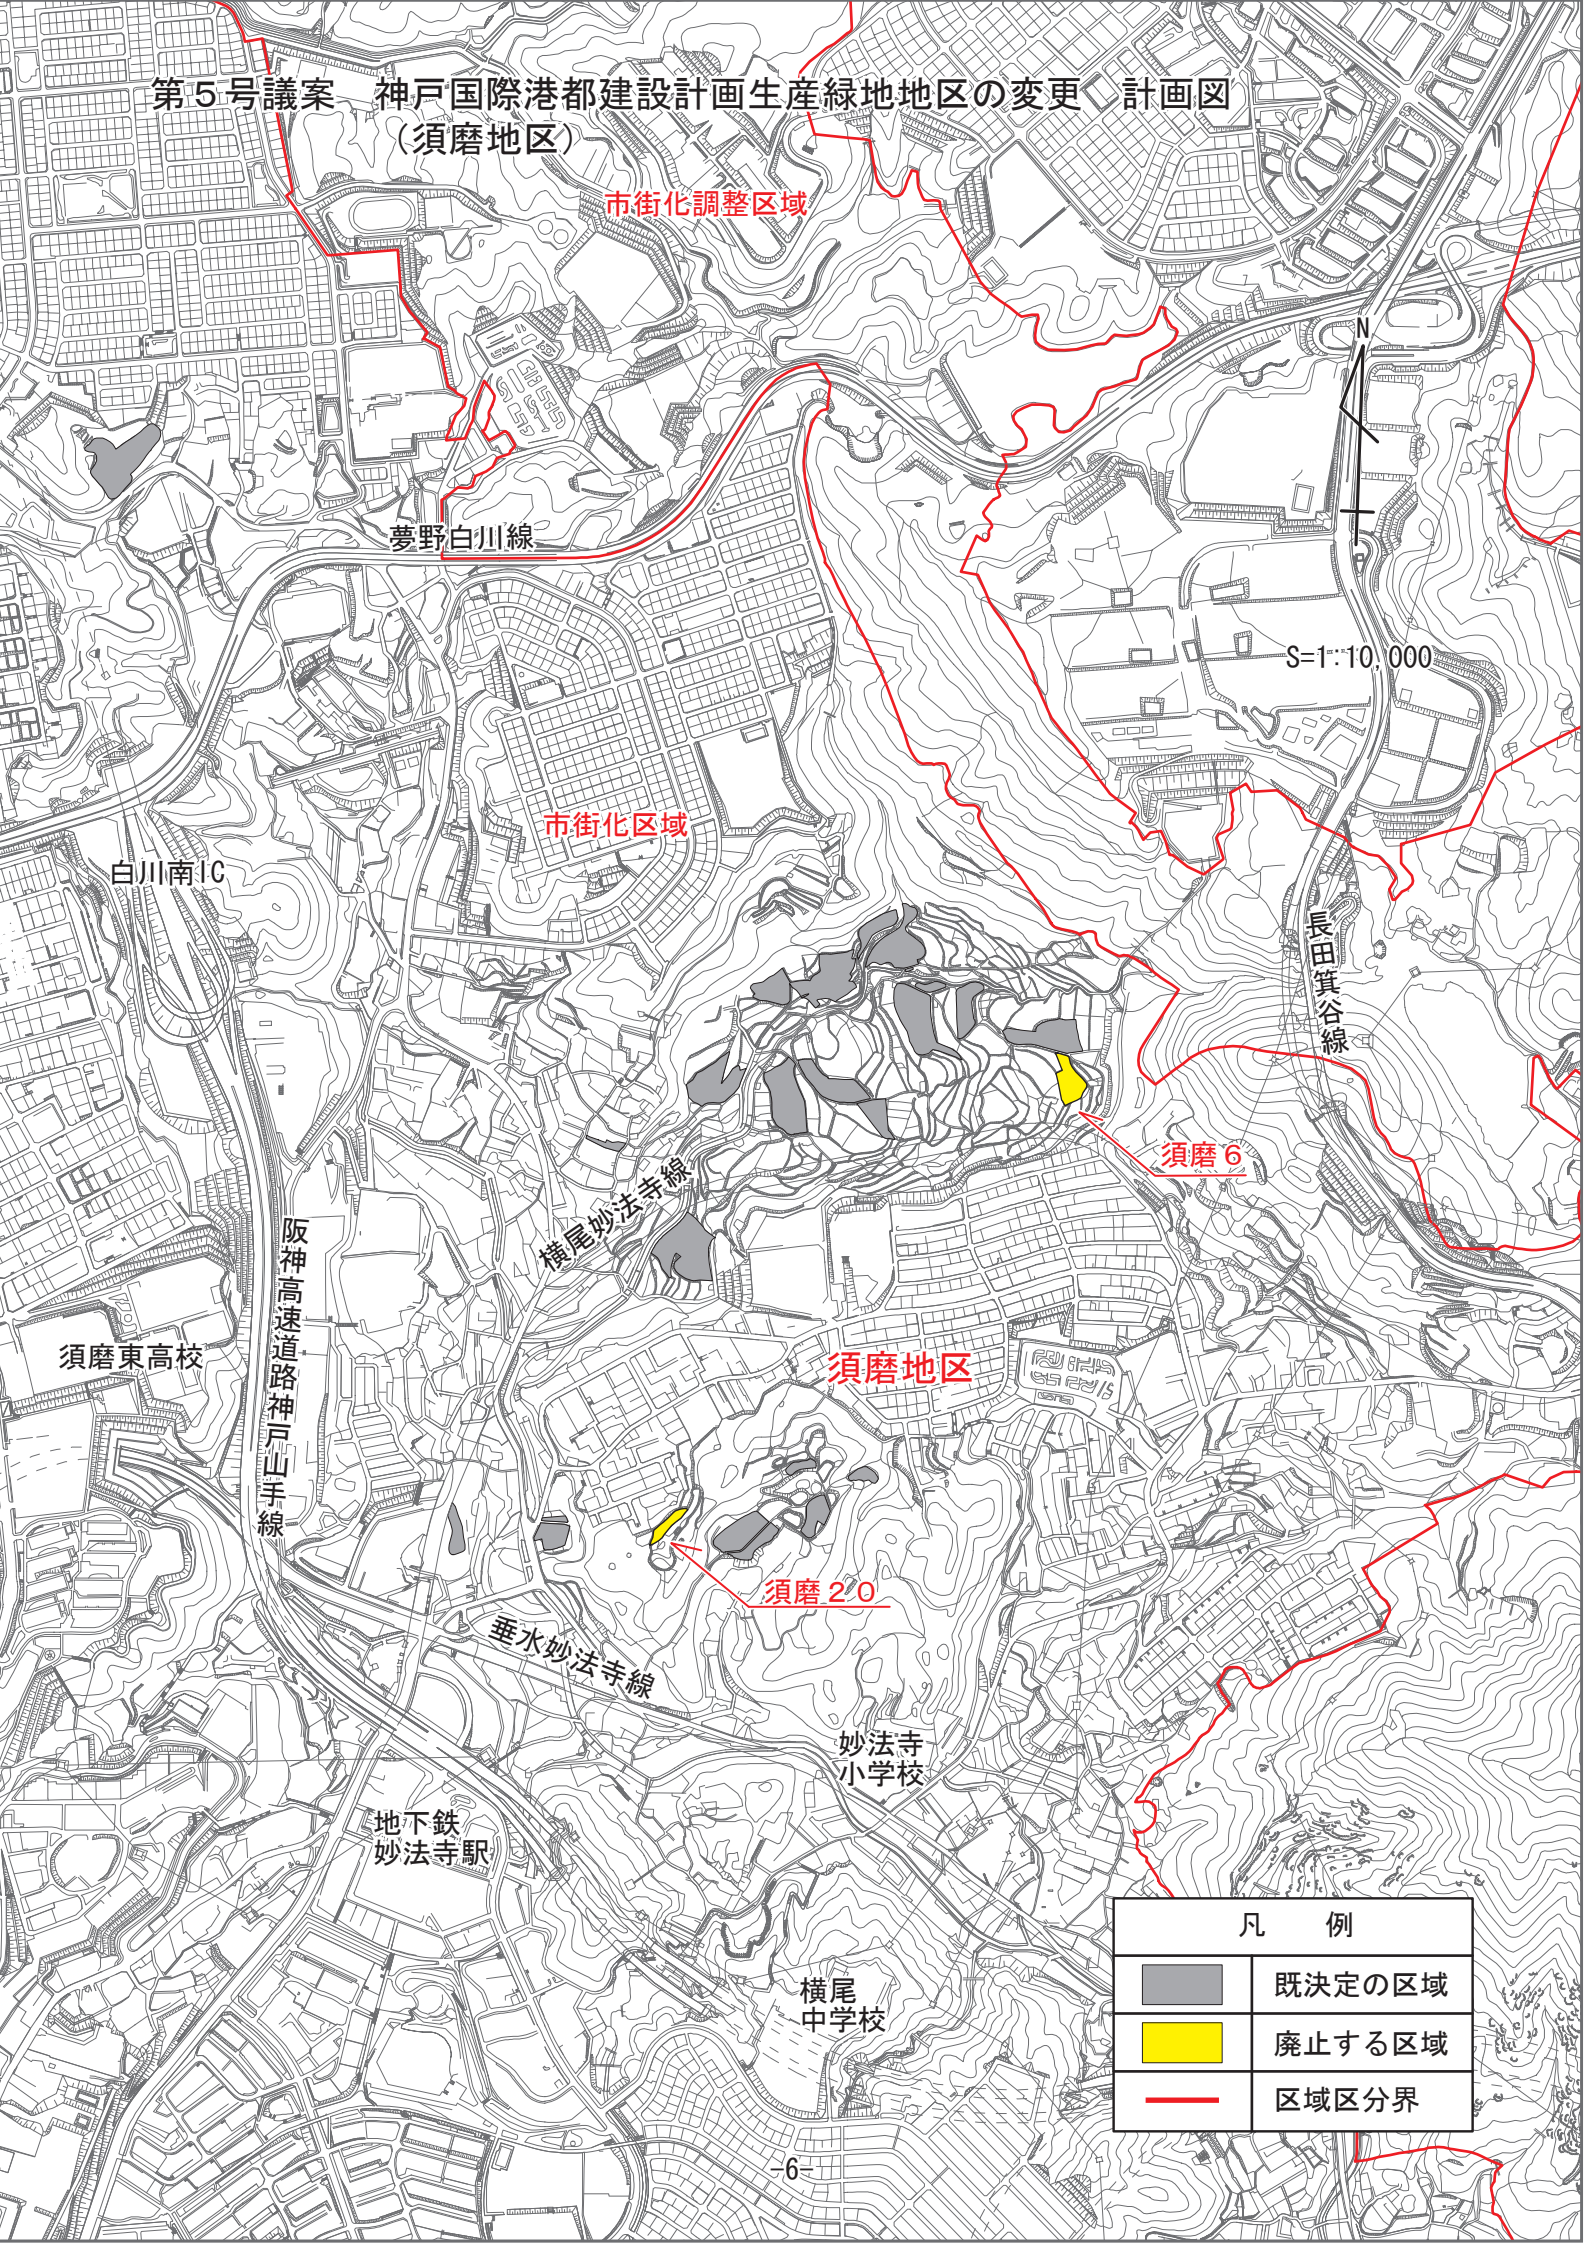 第５号議案　神戸国際港都建設計画生産緑地地区の変更　計画図
（須磨地区）
市街化調整区域
N
夢野白川線
S=1:10,000
市街化区域
白川南IC
長田箕谷線
須磨６
横尾妙法寺線
阪神高速道路神戸山手線
須磨東高校
須磨地区
須磨２０
垂水妙法寺線
妙法寺
小学校
地下鉄
妙法寺駅
横尾
中学校
凡　例
既決定の区域
廃止する区域
区域区分界
-6-